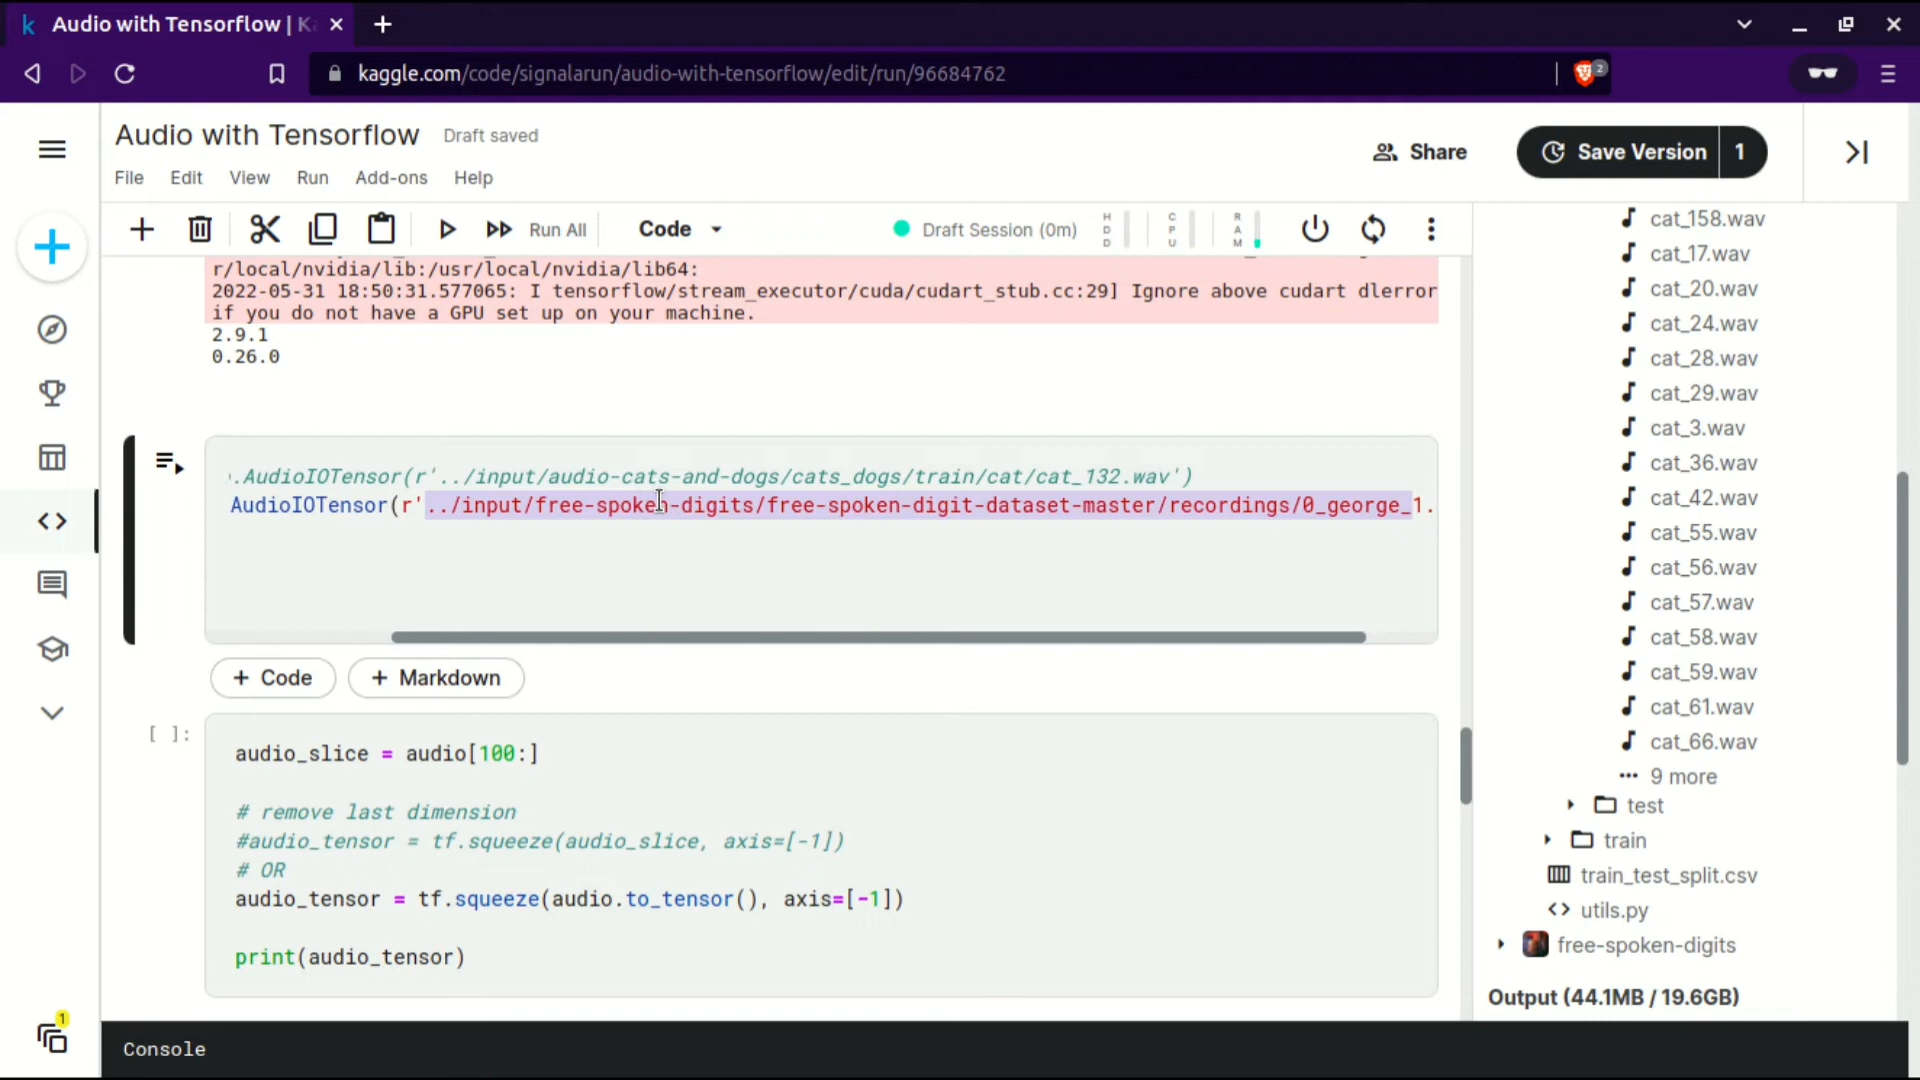 k Audio with Tensorflow | Ka
kaggle.com/code/signalarun/audio-with-tensorflow/edit/run/96684762
2
Audio with Tensorflow Draft saved
File Edit View Run Add-ons Help
Share
Save Version 1
Run All
Code
Draft Session (0m)
HDD
CPU
RAM
r/local/nvidia/lib:/usr/local/nvidia/lib64:
2022-05-31 18:50:31.577065: I tensorflow/stream_executor/cuda/cudart_stub.cc:29] Ignore above cudart dlerror
if you do not have a GPU set up on your machine.
2.9.1
0.26.0
.AudioIOTensor(r'../input/audio-cats-and-dogs/cats_dogs/train/cat/cat_132.wav')
AudioIOTensor(r'../input/free-spoken-digits/free-spoken-digit-dataset-master/recordings/0_george_1.
+ Code
+ Markdown
[ ]:
audio_slice = audio[100:]
# remove last dimension
#audio_tensor = tf.squeeze(audio_slice, axis=[-1])
# OR
audio_tensor = tf.squeeze(audio.to_tensor(), axis=[-1])
print(audio_tensor)
cat_158.wav
cat_17.wav
cat_20.wav
cat_24.wav
cat_28.wav
cat_29.wav
cat_3.wav
cat_36.wav
cat_42.wav
cat_55.wav
cat_56.wav
cat_57.wav
cat_58.wav
cat_59.wav
cat_61.wav
cat_66.wav
9 more
test
train
train_test_split.csv
utils.py
free-spoken-digits
Output (44.1MB / 19.6GB)
1
Console